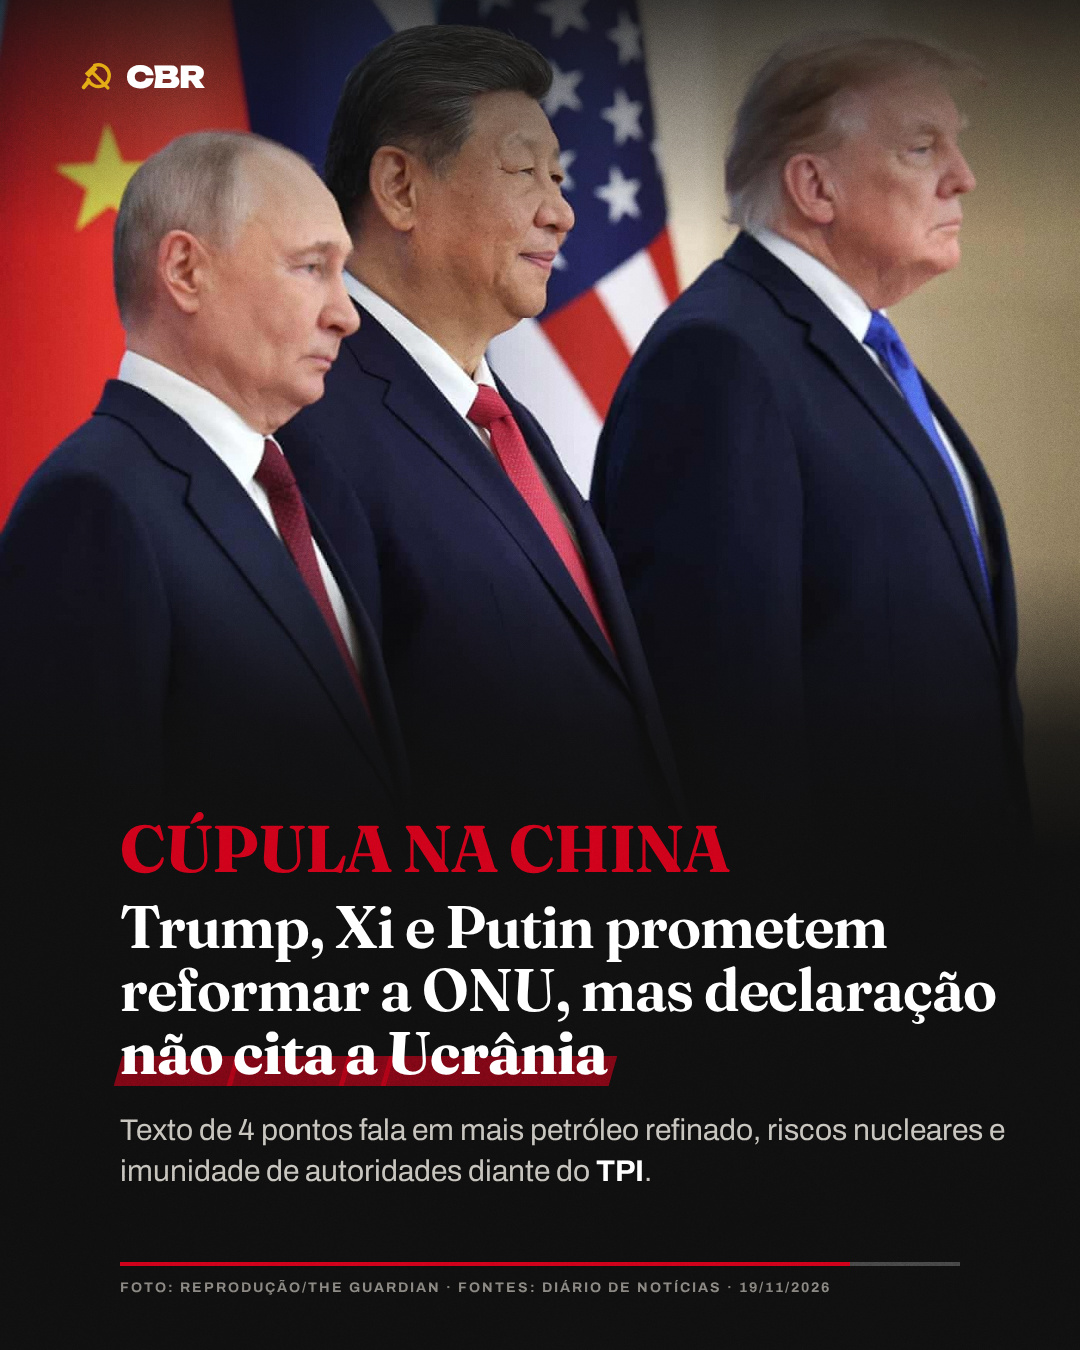 CBR
CÚPULA NA CHINA
Trump, Xi e Putin prometem
reformar a ONU, mas declaração
não cita a Ucrânia
Texto de 4 pontos fala em mais petróleo refinado, riscos nucleares e
imunidade de autoridades diante do TPI.
FOTO: REPRODUÇÃO/THE GUARDIAN · FONTES: DIÁRIO DE NOTÍCIAS · 19/11/2026